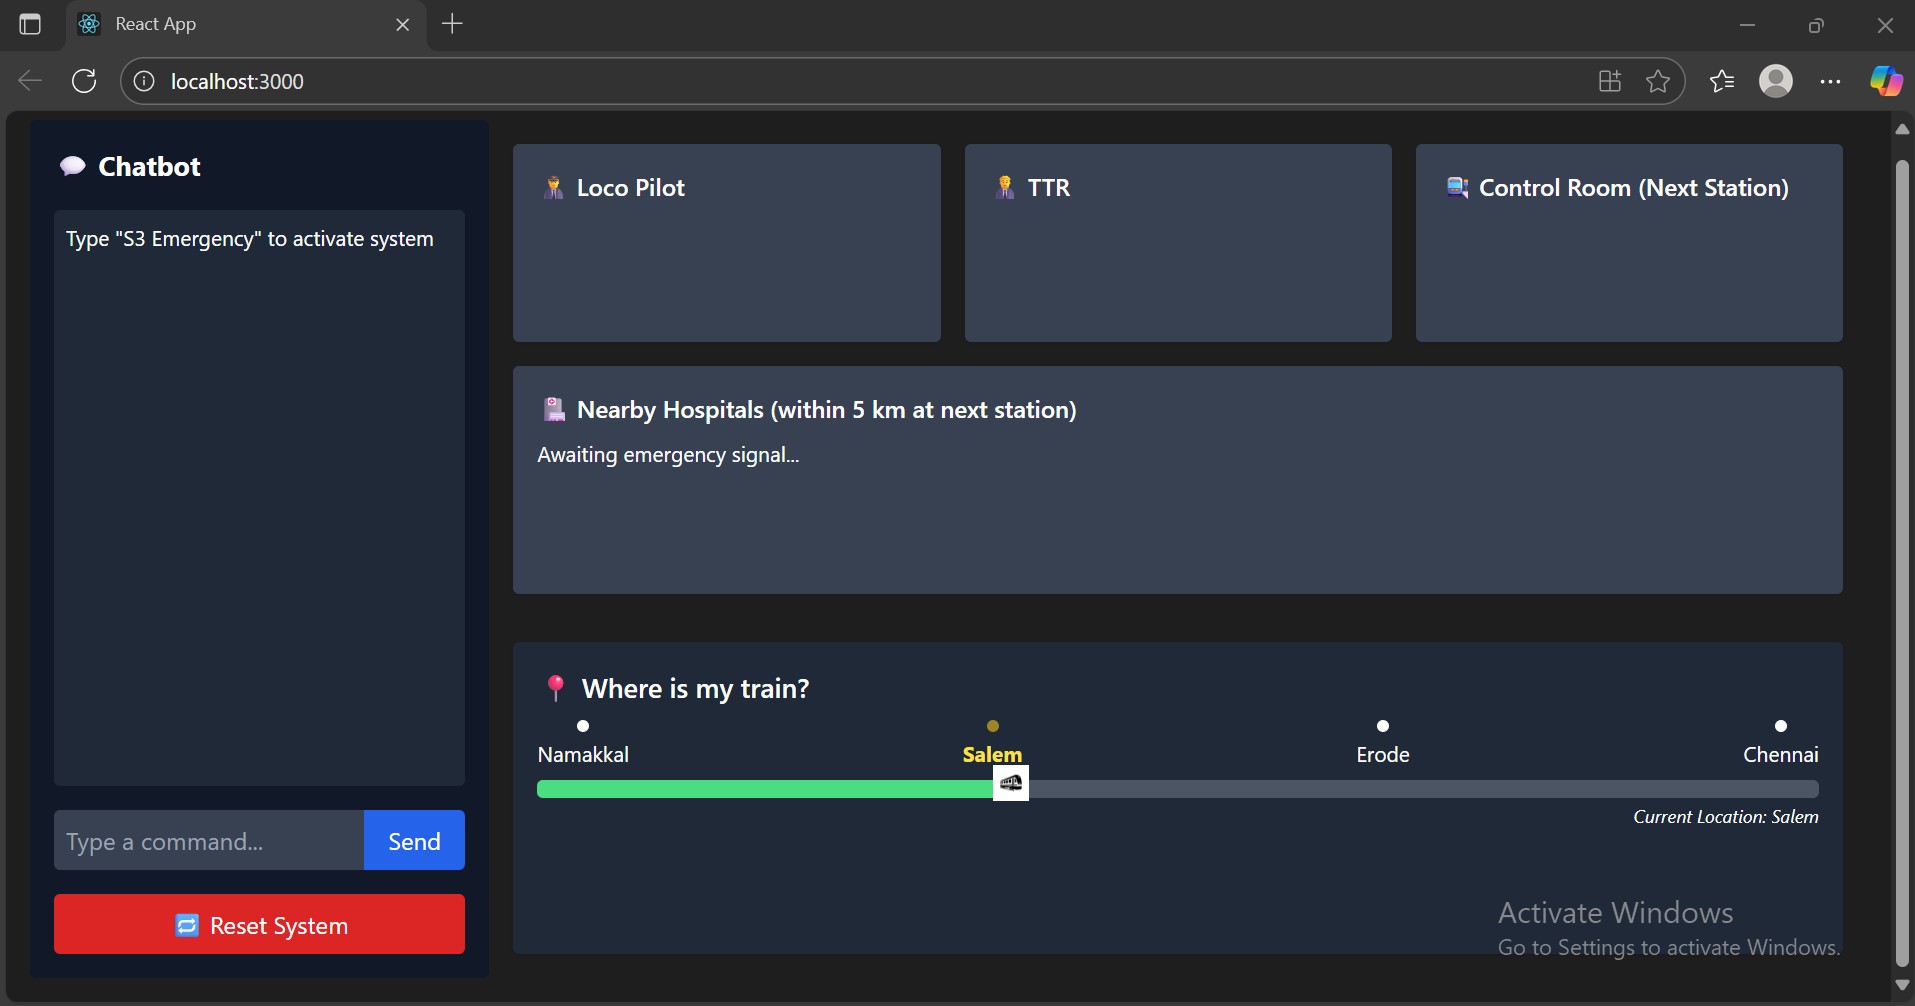 React App
localhost:3000
Chatbot
Type "S3 Emergency" to activate system
Type a command...
Send
Reset System
Loco Pilot
TTR
Control Room (Next Station)
Nearby Hospitals (within 5 km at next station)
Awaiting emergency signal...
Where is my train?
Namakkal
Salem
Erode
Chennai
Current Location: Salem
Activate Windows
Go to Settings to activate Windows.